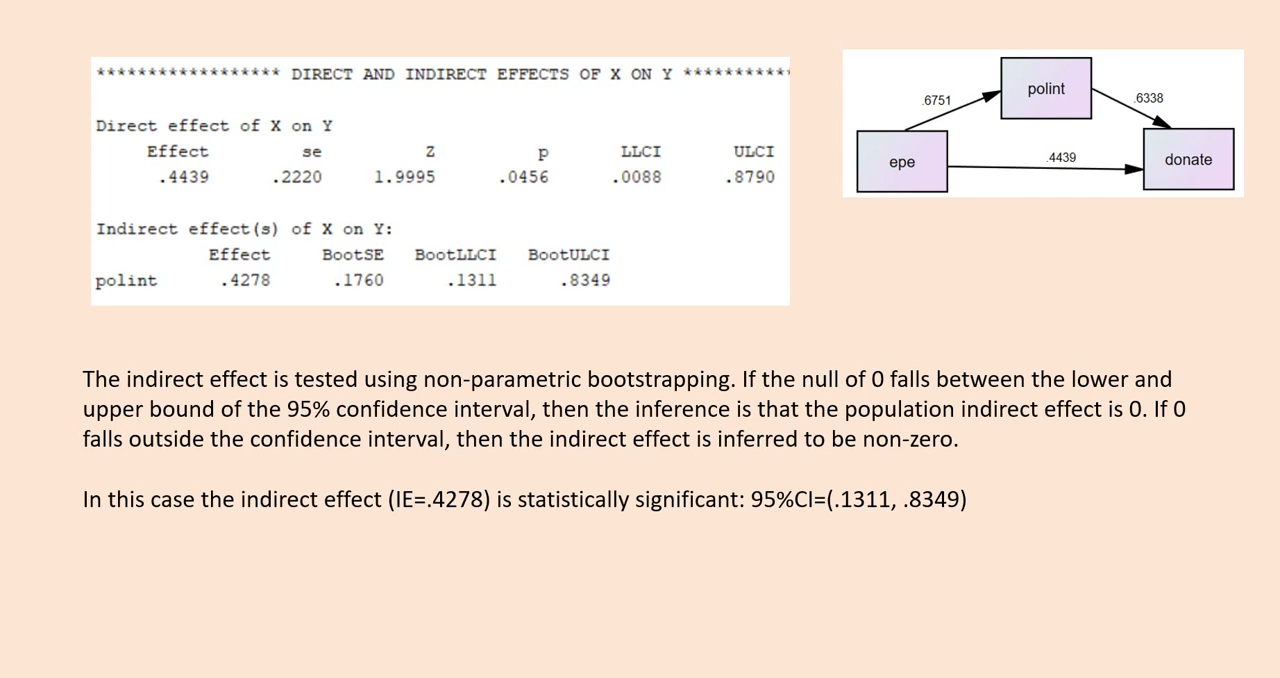 ****************** DIRECT AND INDIRECT EFFECTS OF X ON Y ***********
Direct effect of X on Y
Effect se Z p LLCI ULCI
.4439 .2220 1.9995 .0456 .0088 .8790
Indirect effect(s) of X on Y:
Effect BootSE BootLLCI BootULCI
polint .4278 .1760 .1311 .8349
polint
.6751
.6338
epe
.4439
donate
The indirect effect is tested using non-parametric bootstrapping. If the null of 0 falls between the lower and
upper bound of the 95% confidence interval, then the inference is that the population indirect effect is 0. If 0
falls outside the confidence interval, then the indirect effect is inferred to be non-zero.
In this case the indirect effect (IE=.4278) is statistically significant: 95%CI=(.1311, .8349)